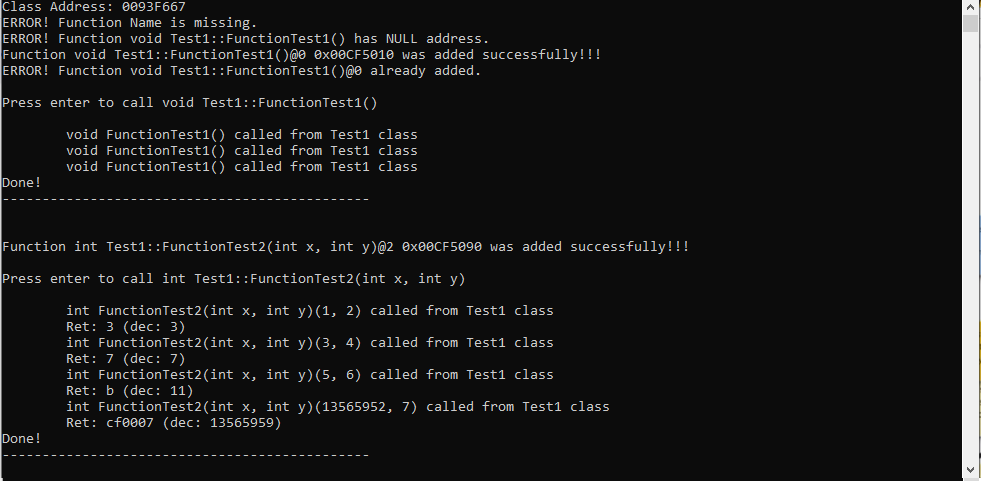 Class Address: 0093F667
ERROR! Function Name is missing.
ERROR! Function void Test1::FunctionTest1() has NULL address.
Function void Test1::FunctionTest1()@0 0x00CF5010 was added successfully!!!
ERROR! Function void Test1::FunctionTest1()@0 already added.
Press enter to call void Test1::FunctionTest1()
void FunctionTest1() called from Test1 class
void FunctionTest1() called from Test1 class
void FunctionTest1() called from Test1 class
Done!
----------------------------------------------
Function int Test1::FunctionTest2(int x, int y)@2 0x00CF5090 was added successfully!!!
Press enter to call int Test1::FunctionTest2(int x, int y)
int FunctionTest2(int x, int y)(1, 2) called from Test1 class
Ret: 3 (dec: 3)
int FunctionTest2(int x, int y)(3, 4) called from Test1 class
Ret: 7 (dec: 7)
int FunctionTest2(int x, int y)(5, 6) called from Test1 class
Ret: b (dec: 11)
int FunctionTest2(int x, int y)(13565952, 7) called from Test1 class
Ret: cf0007 (dec: 13565959)
Done!
----------------------------------------------